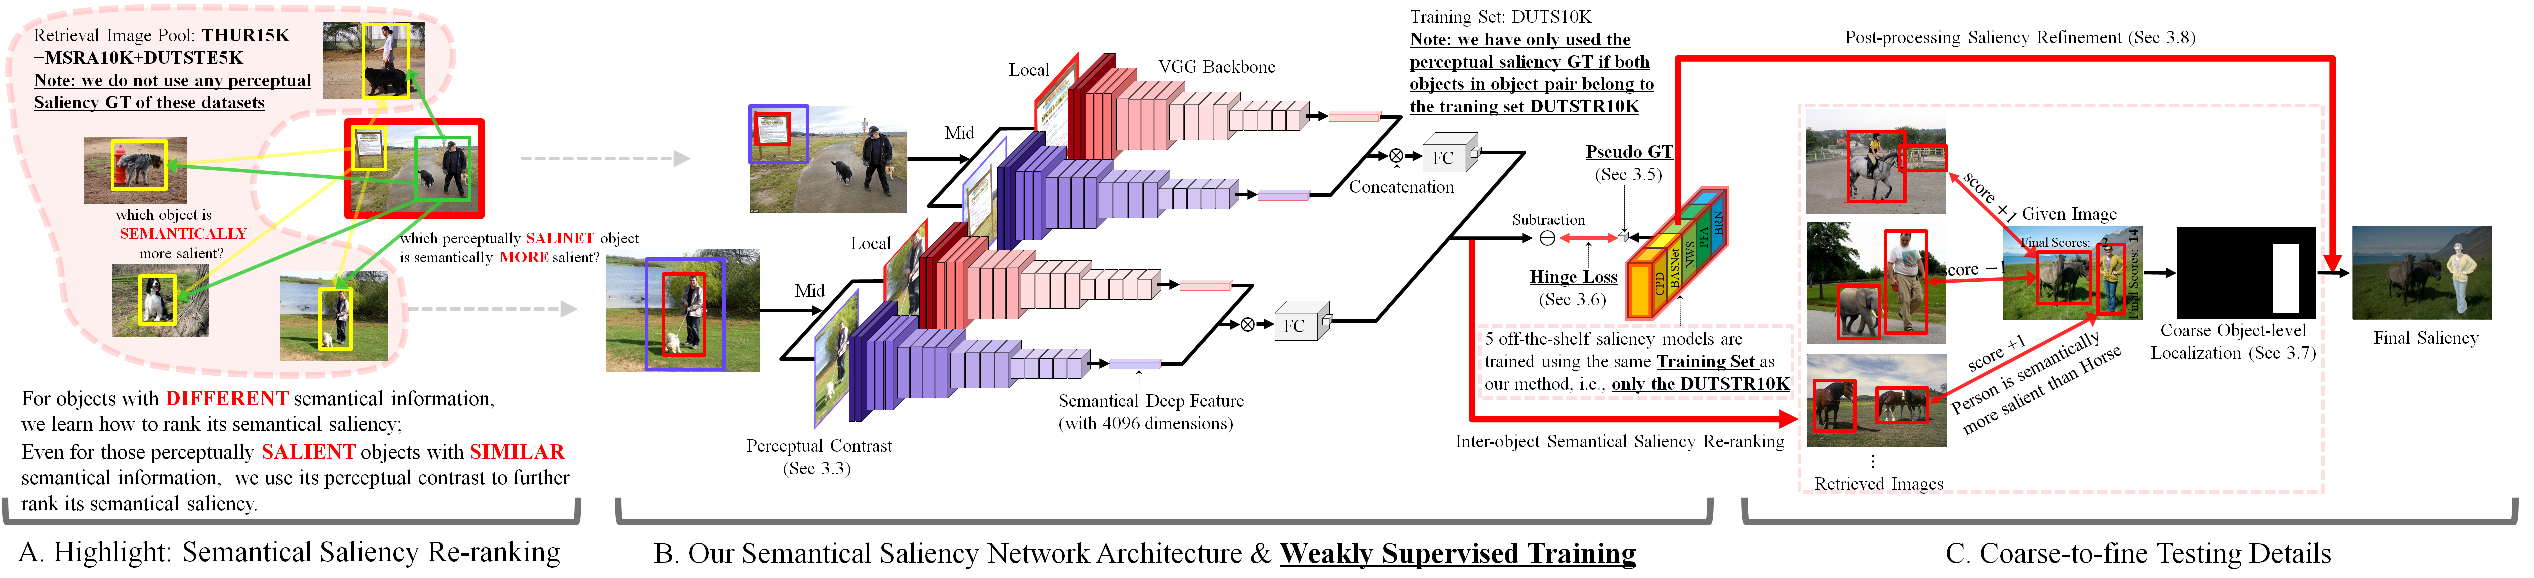 Retrieval Image Pool: THUR15K
−MSRA10K+DUTSTE5K
Note: we do not use any perceptual
Saliency GT of these datasets
which object is
SEMANTICALLY
more salient?
which perceptually SALINET object
is semantically MORE salient?
For objects with DIFFERENT semantical information,
we learn how to rank its semantical saliency;
Even for those perceptually SALIENT objects with SIMILAR
semantical information, we use its perceptual contrast to further
rank its semantical saliency.
A. Highlight: Semantical Saliency Re-ranking
Local
Mid
VGG Backbone
Training Set: DUTS10K
Note: we have only used the
perceptual saliency GT if both
objects in object pair belong to
the traning set DUTSTR10K
FC
Concatenation
Local
Mid
FC
Perceptual Contrast
(Sec 3.3)
Semantical Deep Feature
(with 4096 dimensions)
Pseudo GT
(Sec 3.5)
Subtraction
Hinge Loss
(Sec 3.6)
CPD
BASNet
NWS
PFA
BRN
5 off-the-shelf saliency models are
trained using the same Training Set as
our method, i.e., only the DUTSTR10K
Inter-object Semantical Saliency Re-ranking
B. Our Semantical Saliency Network Architecture & Weakly Supervised Training
Post-processing Saliency Refinement (Sec 3.8)
score +1
Given Image
Final Scores: 2
Final Scores: 14
score −1
score +1
Person is semantically
more salient than Horse
⋮
Retrieved Images
Coarse Object-level
Localization (Sec 3.7)
Final Saliency
C. Coarse-to-fine Testing Details